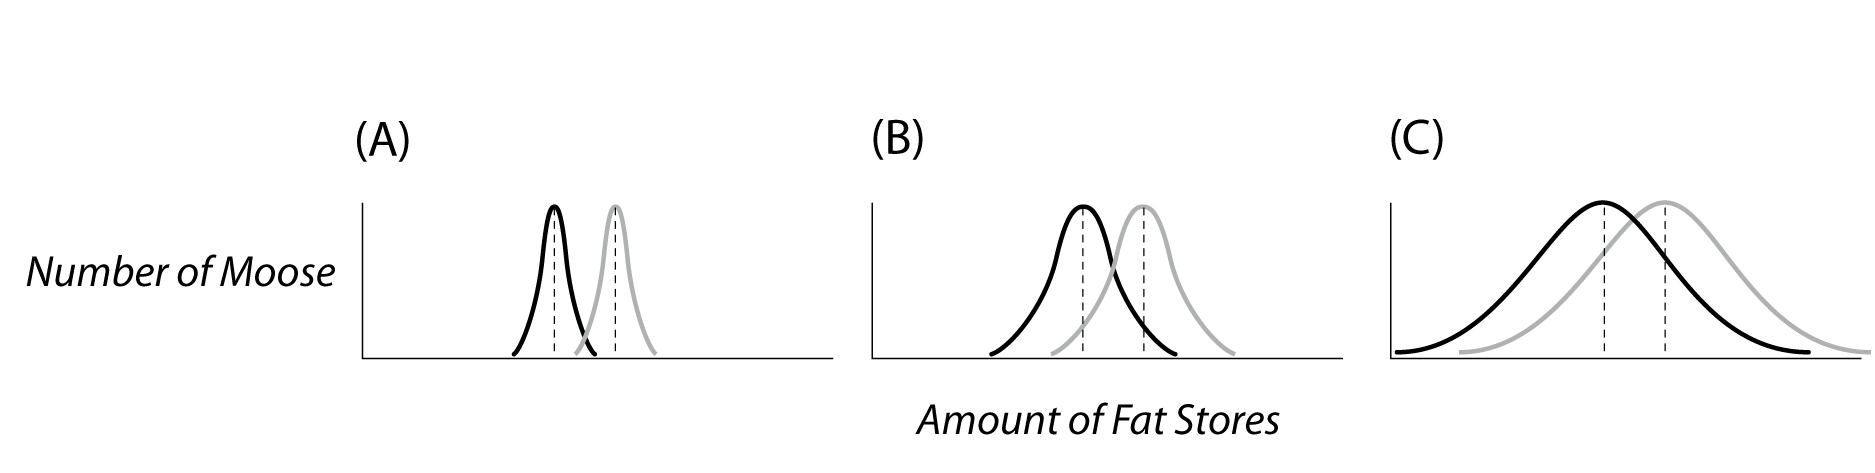 (A)
(B)
(C)
Number of Moose
Amount of Fat Stores